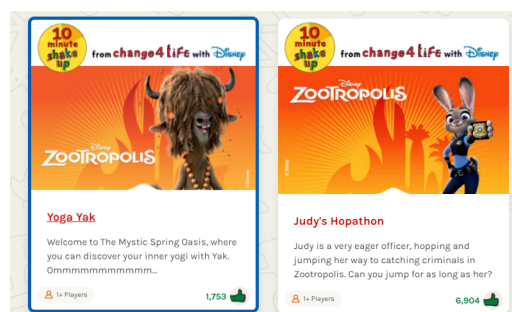 10
minute
shake
up
from change4life with Disney
Disney
ZOOTROPOLIS
Yoga Yak
Welcome to The Mystic Spring Oasis, where
you can discover your inner yogi with Yak.
Ommmmmmmmmmm...
1+ Players
1,753
10
minute
shake
up
from change4life with Disney
Disney
ZOOTROPOLIS
Judy's Hopathon
Judy is a very eager officer, hopping and
jumping her way to catching criminals in
Zootropolis. Can you jump for as long as her?
1+ Players
6,904